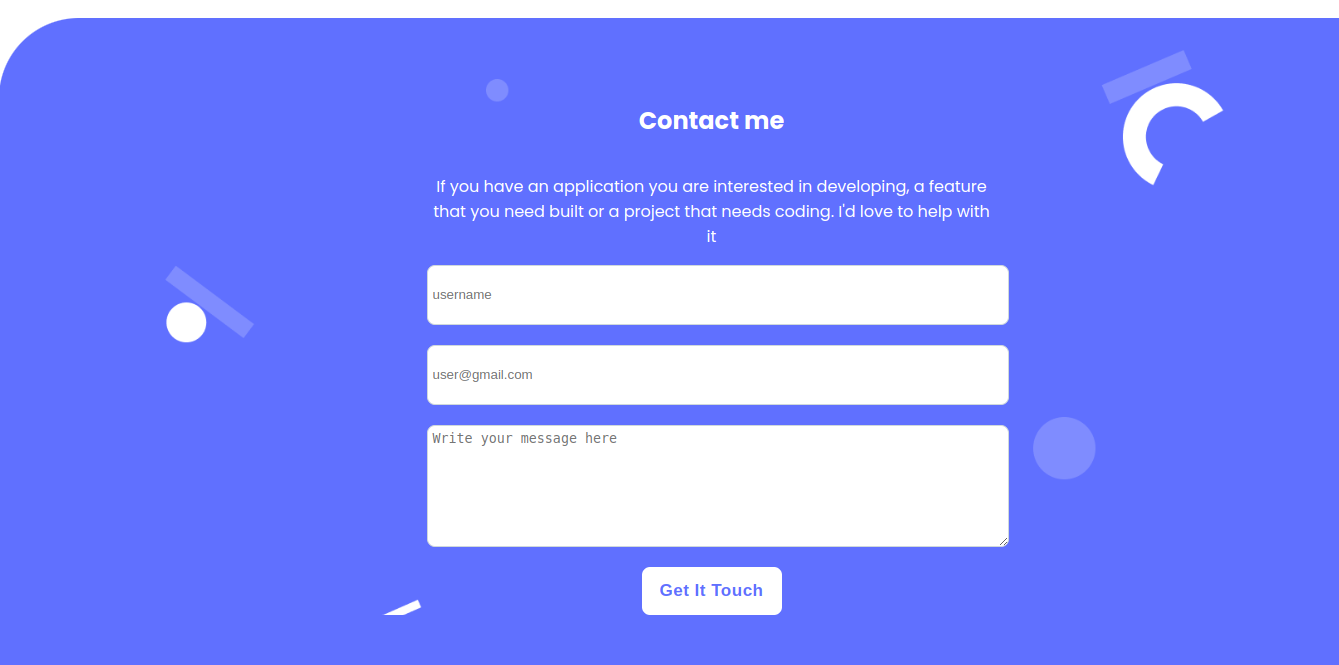 Contact me
If you have an application you are interested in developing, a feature
that you need built or a project that needs coding. I'd love to help with
it
username
user@gmail.com
Write your message here
Get It Touch